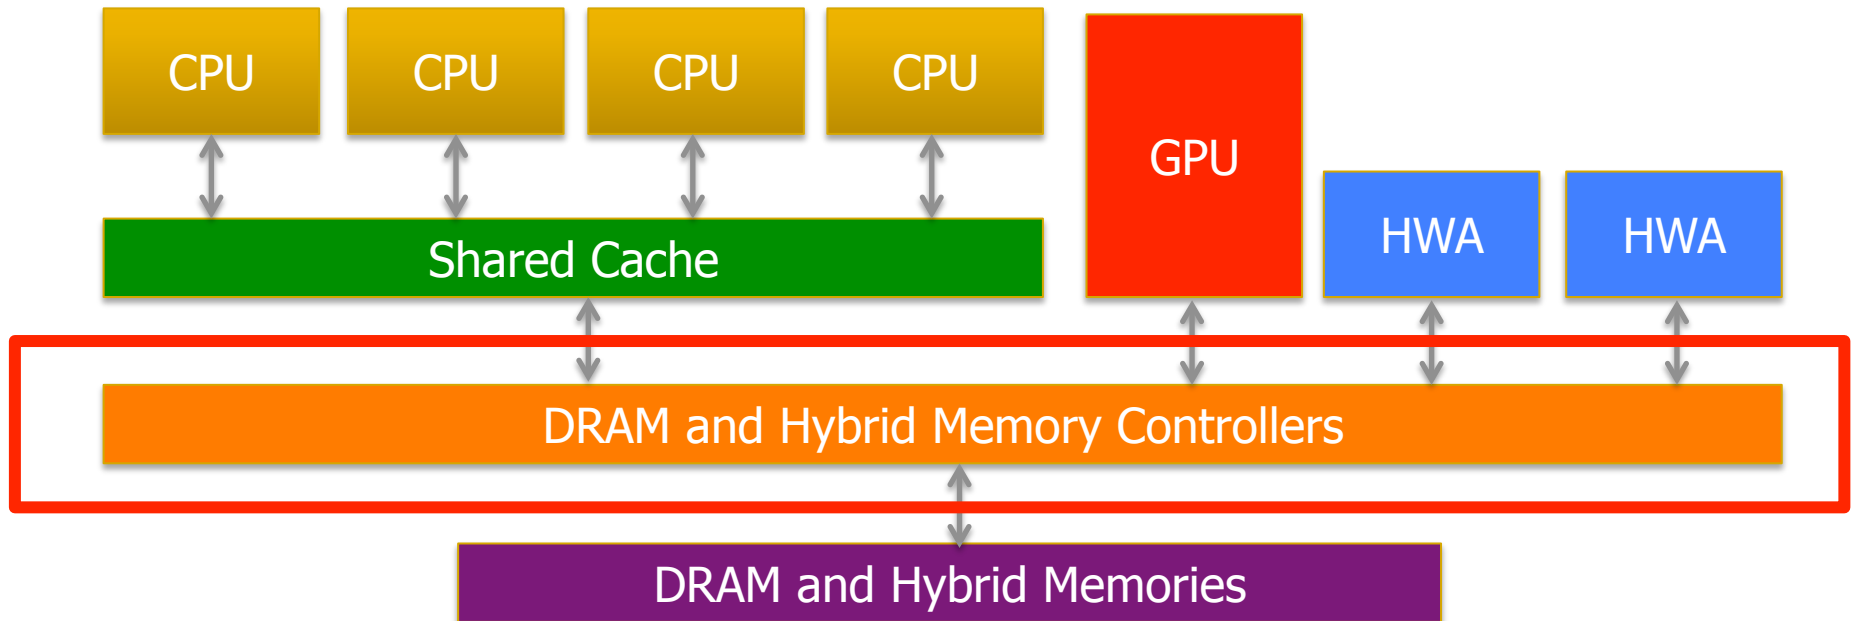 CPU
CPU
CPU
CPU
GPU
HWA
HWA
Shared Cache
DRAM and Hybrid Memory Controllers
DRAM and Hybrid Memories